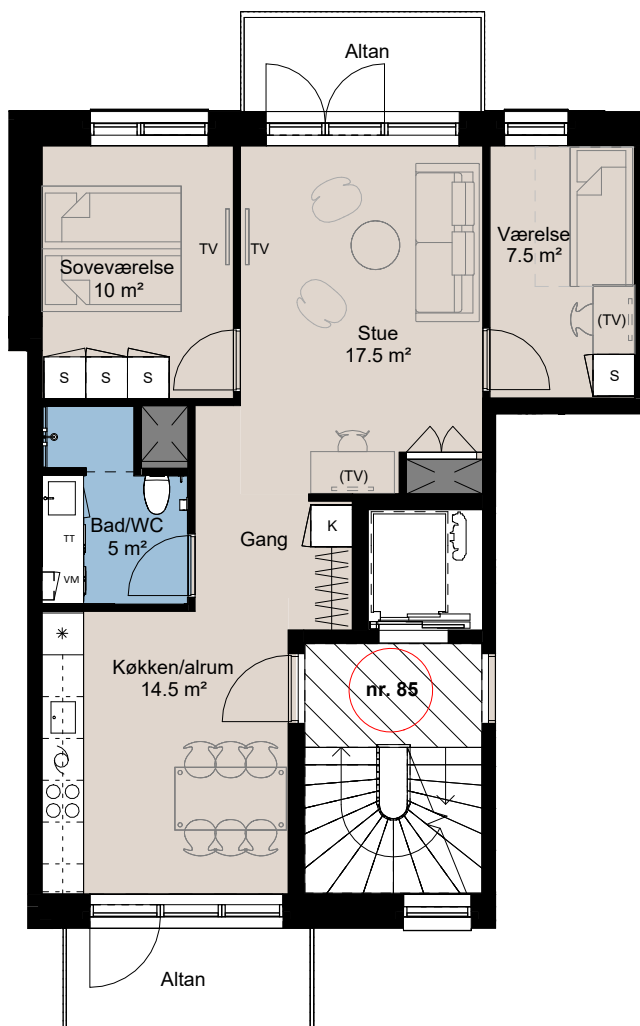 Altan
Soveværelse
10 m²
TV
TV
Værelse
7.5 m²
(TV)
Stue
17.5 m²
S
S
S
S
(TV)
Bad/WC
5 m²
TT
VM
Gang
K
Køkken/alrum
14.5 m²
nr. 85
Altan